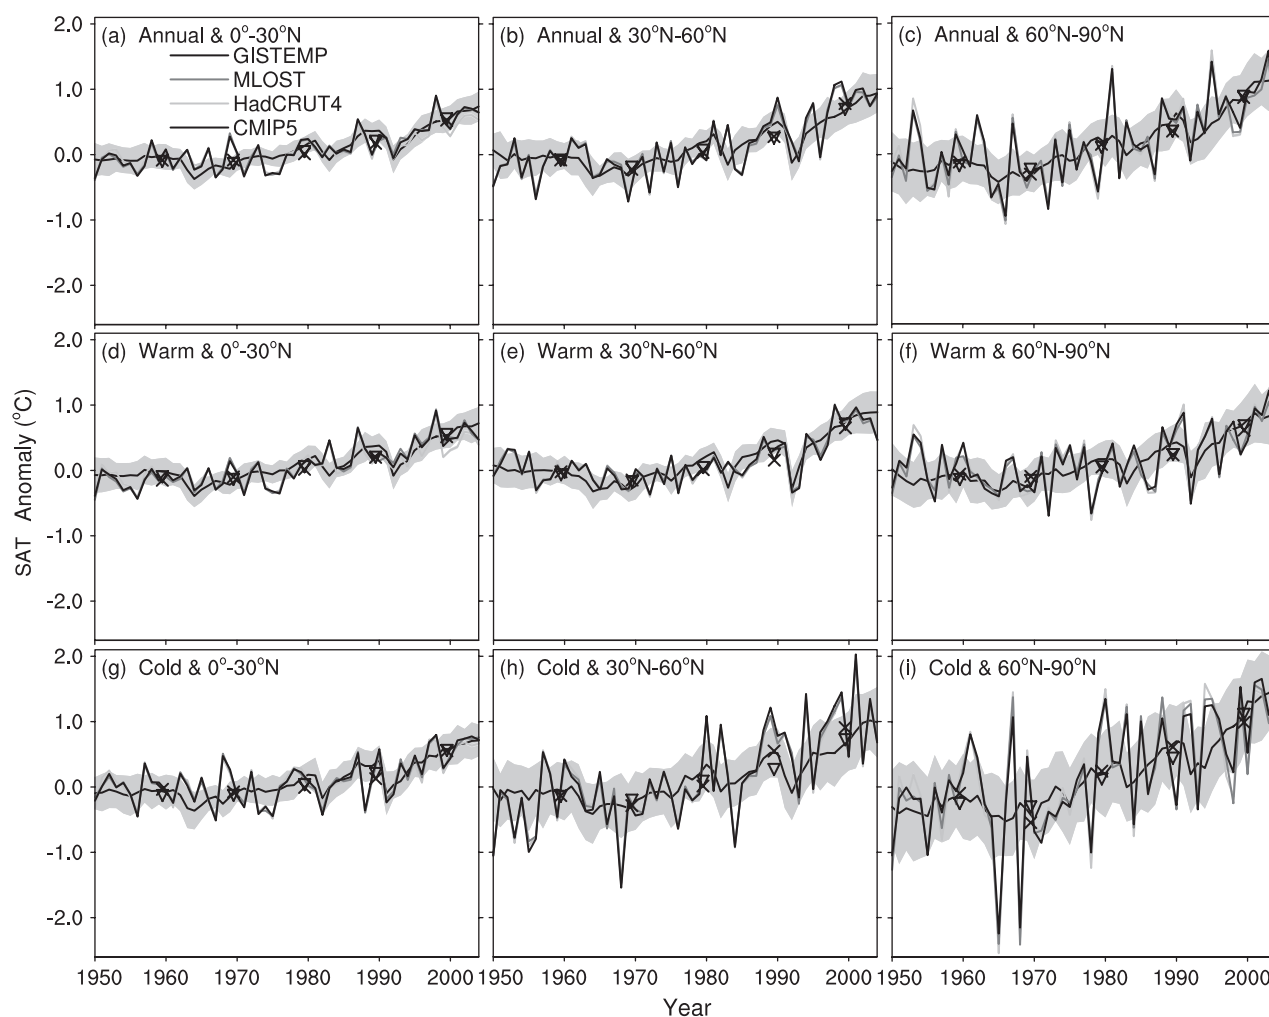 (a) Annual & 0°-30°N
GISTEMP
MLOST
HadCRUT4
CMIP5
(b) Annual & 30°N-60°N
(c) Annual & 60°N-90°N
2.0
1.0
0.0
-1.0
-2.0
(d) Warm & 0°-30°N
(e) Warm & 30°N-60°N
(f) Warm & 60°N-90°N
2.0
1.0
0.0
-1.0
-2.0
SAT Anomaly (°C)
(g) Cold & 0°-30°N
(h) Cold & 30°N-60°N
(i) Cold & 60°N-90°N
2.0
1.0
0.0
-1.0
-2.0
1950 1960 1970 1980 1990 2000
1950 1960 1970 1980 1990 2000
1950 1960 1970 1980 1990 2000
Year